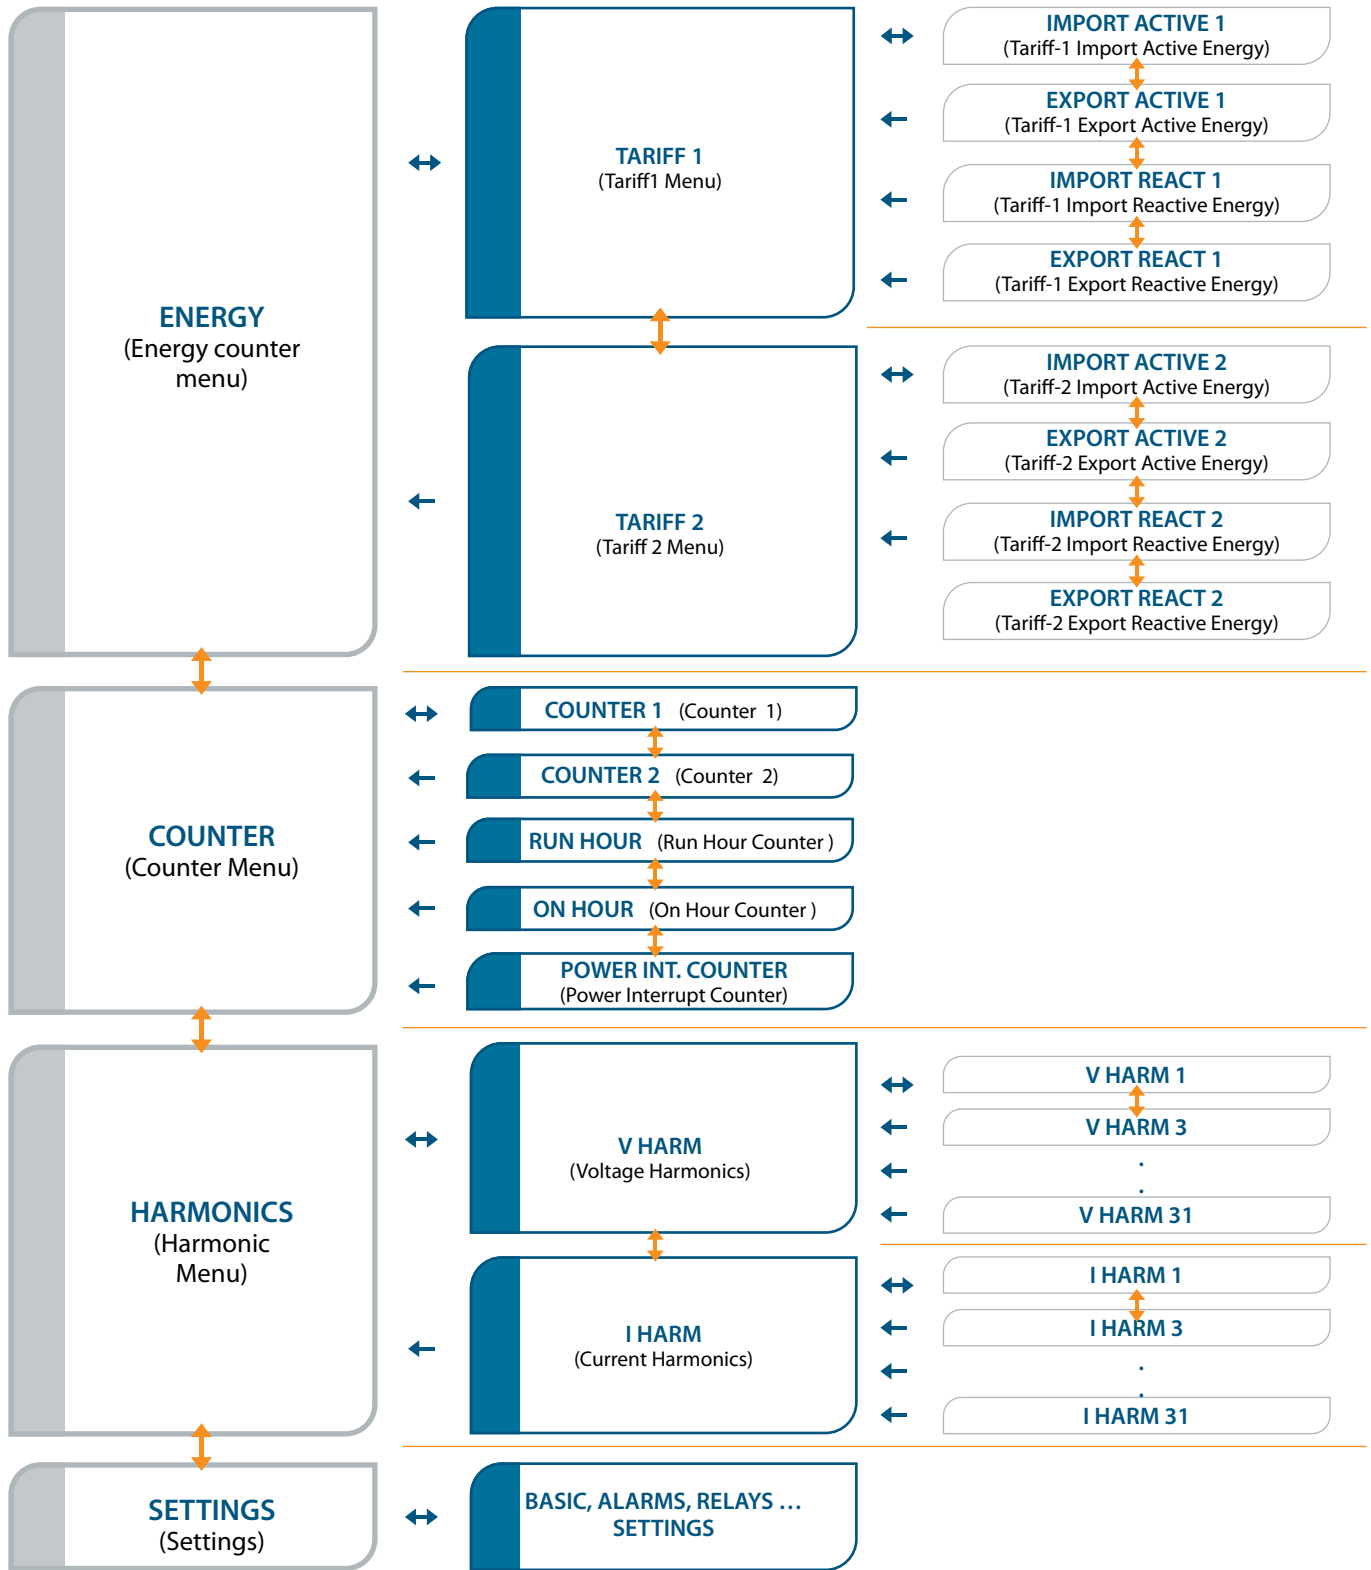 ENERGY
(Energy counter
menu)
TARIFF 1
(Tariff1 Menu)
IMPORT ACTIVE 1
(Tariff-1 Import Active Energy)
EXPORT ACTIVE 1
(Tariff-1 Export Active Energy)
IMPORT REACT 1
(Tariff-1 Import Reactive Energy)
EXPORT REACT 1
(Tariff-1 Export Reactive Energy)
TARIFF 2
(Tariff 2 Menu)
IMPORT ACTIVE 2
(Tariff-2 Import Active Energy)
EXPORT ACTIVE 2
(Tariff-2 Export Active Energy)
IMPORT REACT 2
(Tariff-2 Import Reactive Energy)
EXPORT REACT 2
(Tariff-2 Export Reactive Energy)
COUNTER
(Counter Menu)
COUNTER 1 (Counter 1)
COUNTER 2 (Counter 2)
RUN HOUR (Run Hour Counter )
ON HOUR (On Hour Counter )
POWER INT. COUNTER
(Power Interrupt Counter)
HARMONICS
(Harmonic
Menu)
V HARM
(Voltage Harmonics)
V HARM 1
V HARM 3
.
.
V HARM 31
I HARM
(Current Harmonics)
I HARM 1
I HARM 3
.
.
I HARM 31
SETTINGS
(Settings)
BASIC, ALARMS, RELAYS …
SETTINGS